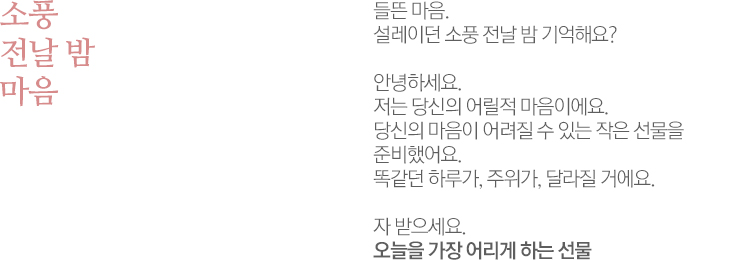 소풍
전날 밤
마음
들뜬 마음.
설레이던 소풍 전날 밤 기억해요?
안녕하세요.
저는 당신의 어릴적 마음이에요.
당신의 마음이 어려질 수 있는 작은 선물을
준비했어요.
똑같던 하루가, 주위가, 달라질 거에요.
자 받으세요.
오늘을 가장 어리게 하는 선물